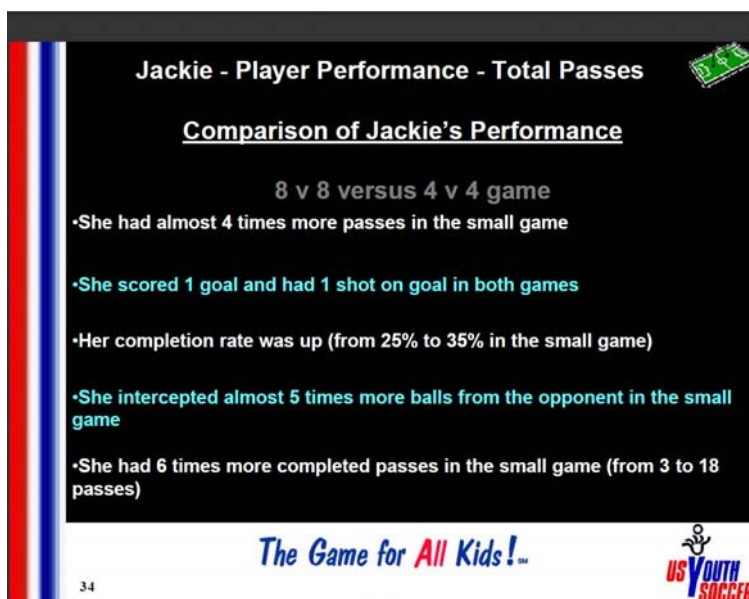 Jackie - Player Performance - Total Passes
Comparison of Jackie's Performance
8 v 8 versus 4 v 4 game
•She had almost 4 times more passes in the small game
•She scored 1 goal and had 1 shot on goal in both games
•Her completion rate was up (from 25% to 35% in the small game)
•She intercepted almost 5 times more balls from the opponent in the small
game
•She had 6 times more completed passes in the small game (from 3 to 18
passes)
The Game for All Kids!
34
US YOUTH
SOCCER